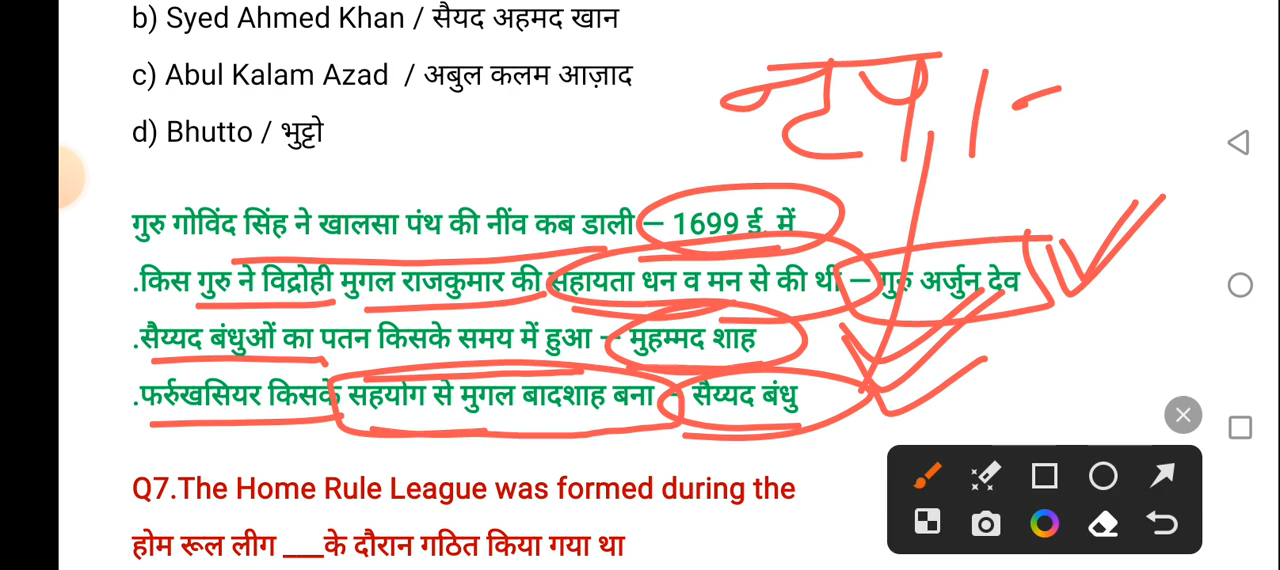 b) Syed Ahmed Khan / सैयद अहमद खान
c) Abul Kalam Azad / अबुल कलम आज़ाद
d) Bhutto / भुट्टो
गुरु गोविंद सिंह ने खालसा पंथ की नींव कब डाली – 1699 ई. में
.किस गुरु ने विद्रोही मुगल राजकुमार की सहायता धन व मन से की थी – गुरु अर्जुन देव
.सैय्यद बंधुओं का पतन किसके समय में हुआ – मुहम्मद शाह
.फर्रुखसियर किसके सहयोग से मुगल बादशाह बना – सैय्यद बंधु
Q7.The Home Rule League was formed during the
होम रूल लीग ___के दौरान गठित किया गया था